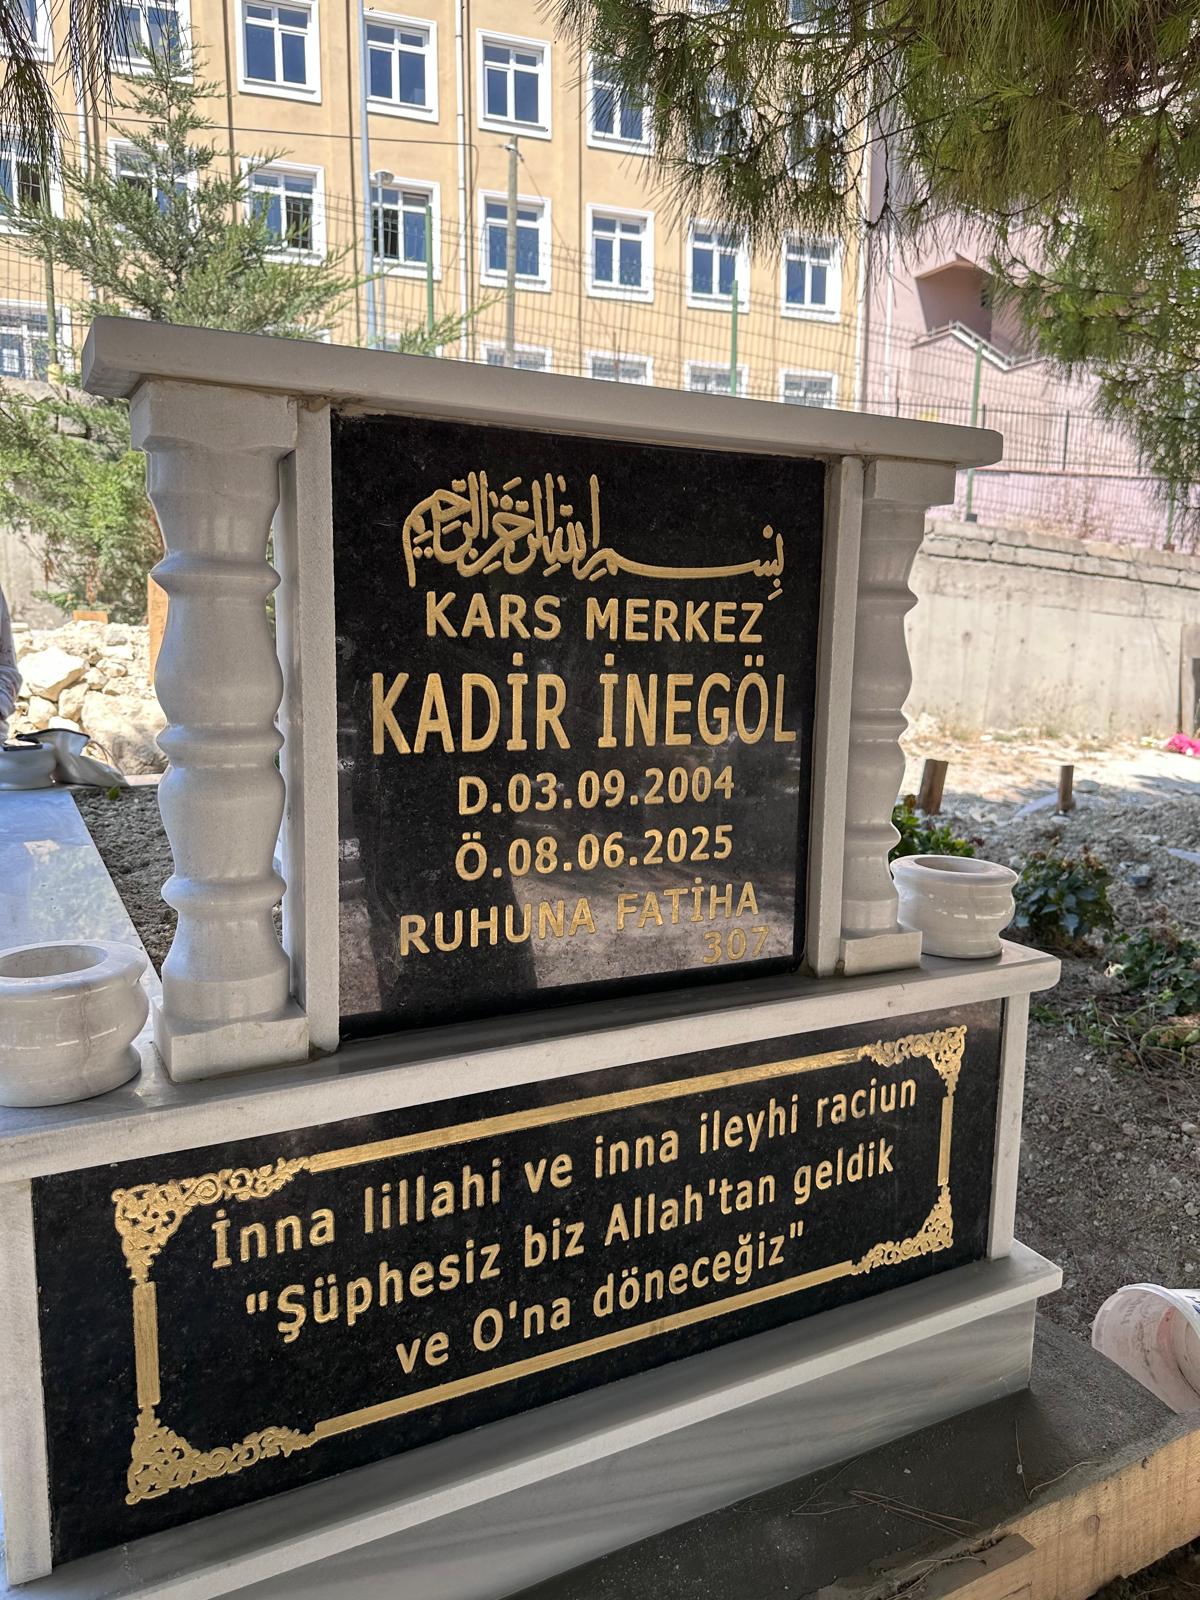 بسم الله الرحمن الرحيم
KARS MERKEZ
KADİR İNEGÖL
D.03.09.2004
Ö.08.06.2025
RUHUNA FATİHA
307
İnna lillahi ve inna ileyhi raciun
"Şüphesiz biz Allah'tan geldik
ve O'na döneceğiz"